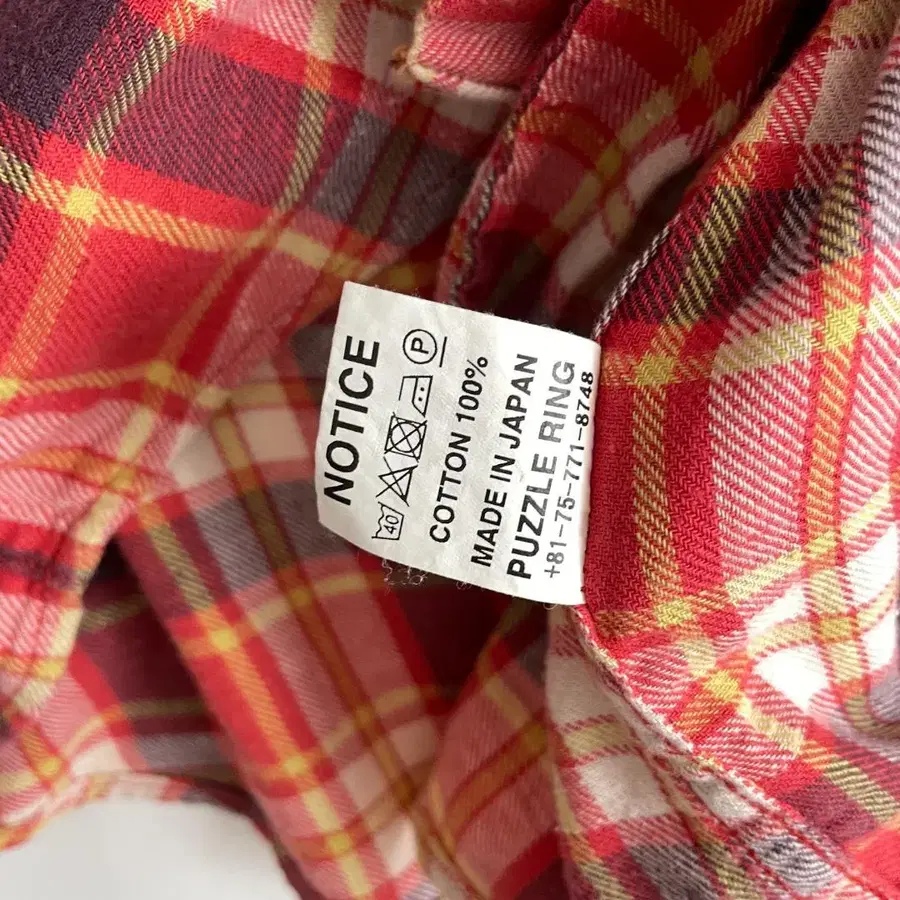 NOTICE
40 P
COTTON 100%
MADE IN JAPAN
PUZZLE RING
+81-75-771-8748